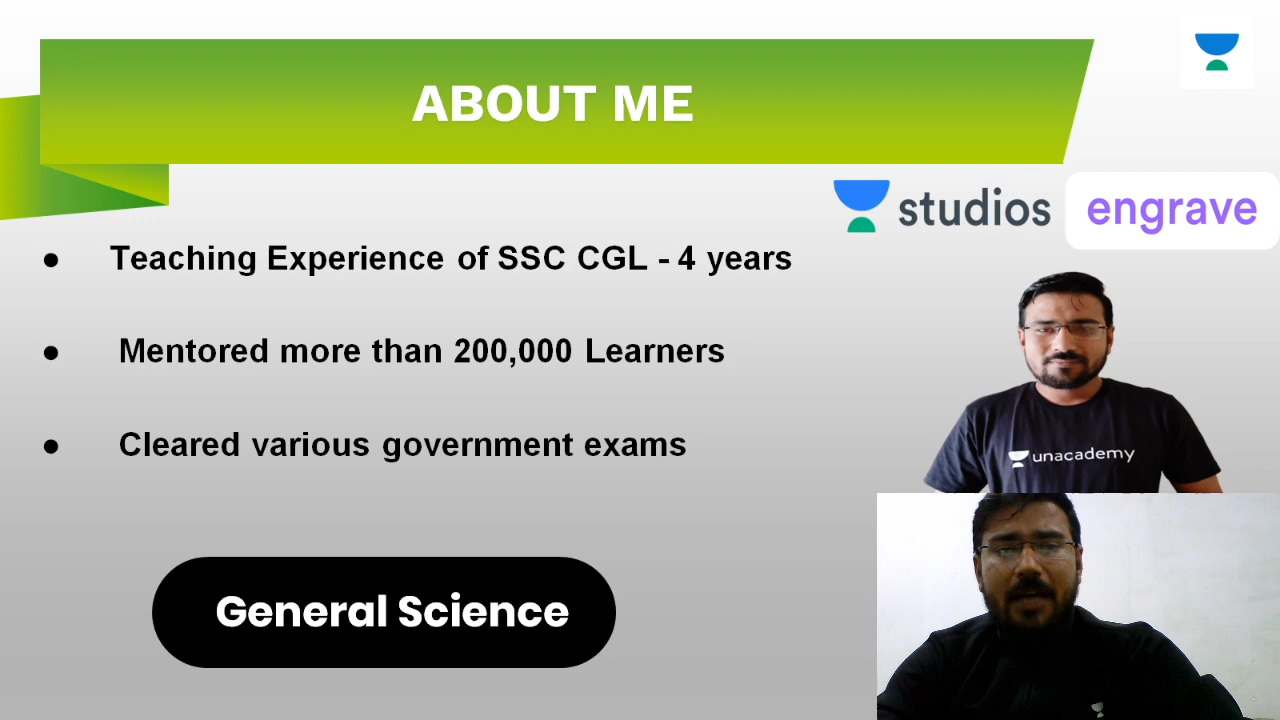 ABOUT ME
studios engrave
● Teaching Experience of SSC CGL - 4 years
● Mentored more than 200,000 Learners
● Cleared various government exams
unacademy
General Science